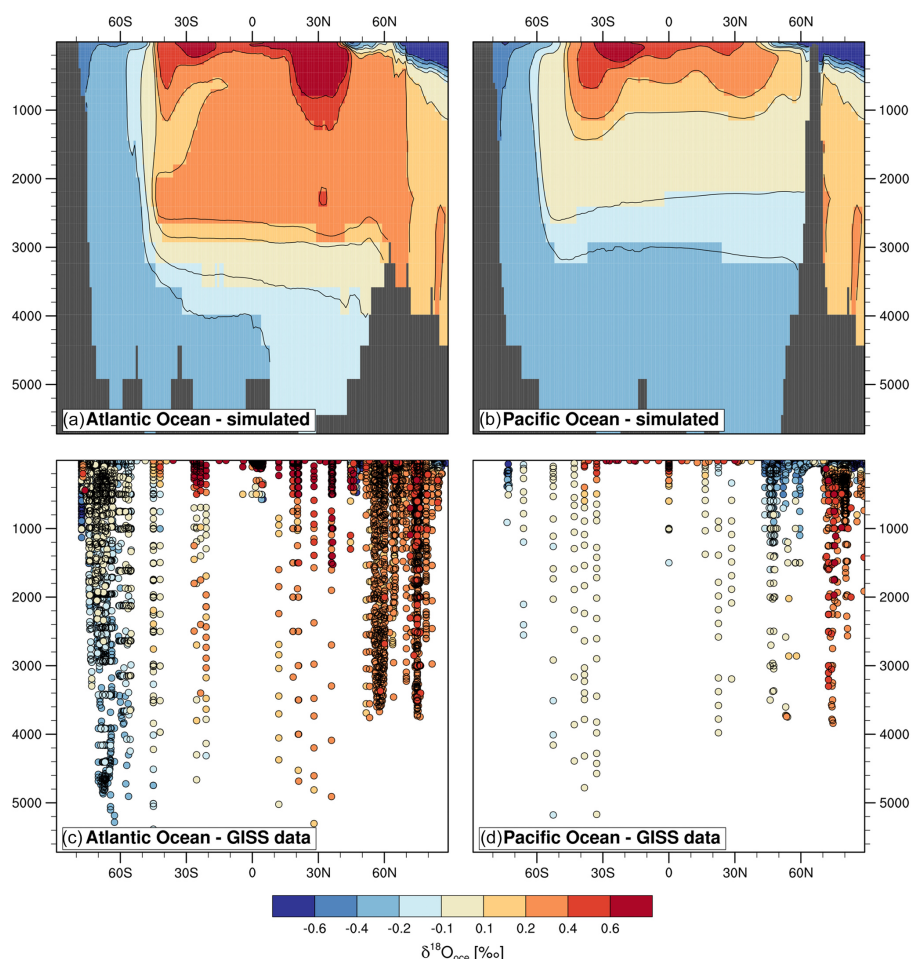 60S 30S 0 30N 60N
60S 30S 0 30N 60N
1000
2000
3000
4000
5000
1000
2000
3000
4000
5000
(a) Atlantic Ocean - simulated
(b) Pacific Ocean - simulated
1000
2000
3000
4000
5000
1000
2000
3000
4000
5000
(c) Atlantic Ocean - GISS data
(d) Pacific Ocean - GISS data
60S 30S 0 30N 60N
60S 30S 0 30N 60N
-0.6 -0.4 -0.2 -0.1 0.1 0.2 0.4 0.6
δ¹⁸Oₒcₑ [‰]